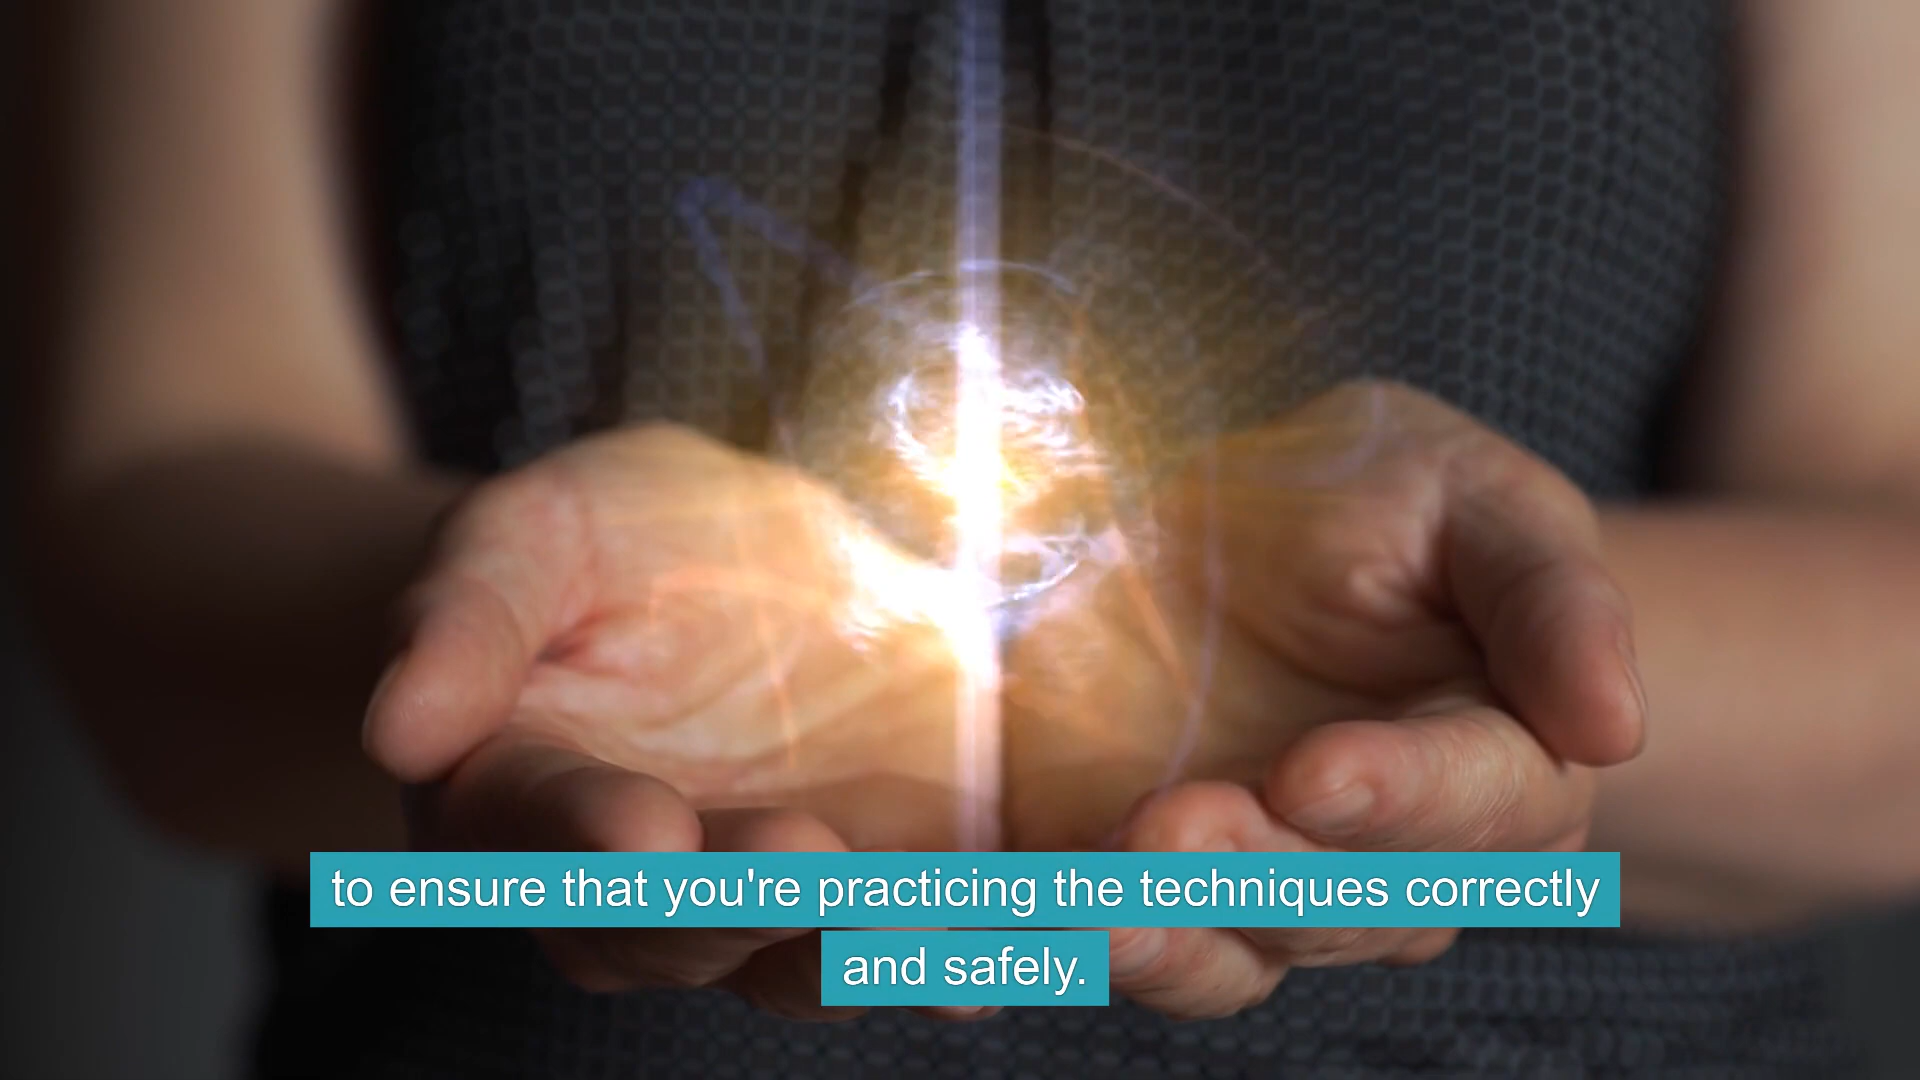 to ensure that you're practicing the techniques correctly
and safely.